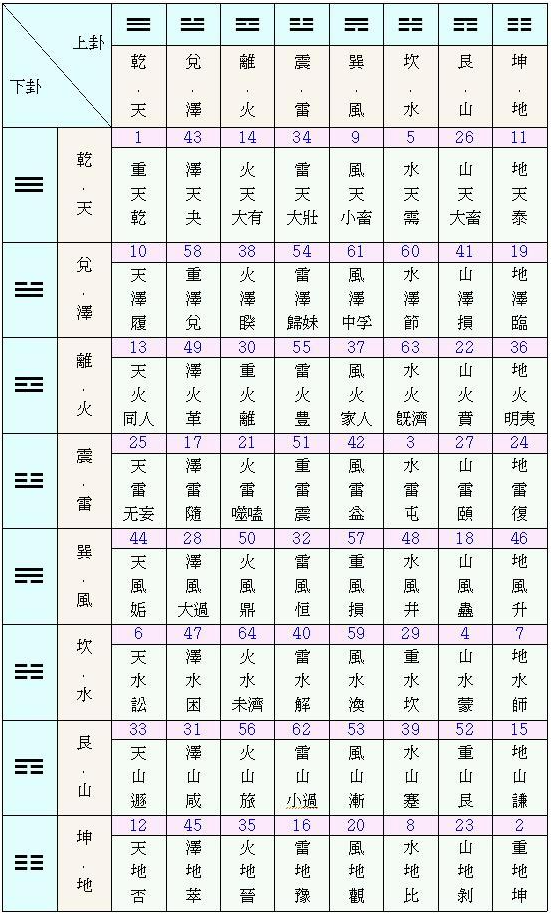 上卦
下卦
乾．天 兌．澤 離．火 震．雷 巽．風 坎．水 艮．山 坤．地
乾．天
1 43 14 34 9 5 26 11
重天乾 澤天夬 火天大有 雷天大壯 風天小畜 水天需 山天大畜 地天泰
兌．澤
10 58 38 54 61 60 41 19
天澤履 重澤兌 火澤睽 雷澤歸妹 風澤中孚 水澤節 山澤損 地澤臨
離．火
13 49 30 55 37 63 22 36
天火同人 澤火革 重火離 雷火豊 風火家人 水火既濟 山火賁 地火明夷
震．雷
25 17 21 51 42 3 27 24
天雷无妄 澤雷隨 火雷噬嗑 重雷震 風雷益 水雷屯 山雷頤 地雷復
巽．風
44 28 50 32 57 48 18 46
天風姤 澤風大過 火風鼎 雷風恒 重風損 水風井 山風蠱 地風升
坎．水
6 47 64 40 59 29 4 7
天水訟 澤水困 火水未濟 雷水解 風水渙 重水坎 山水蒙 地水師
艮．山
33 31 56 62 53 39 52 15
天山遯 澤山咸 火山旅 雷山小過 風山漸 水山蹇 重山艮 地山謙
坤．地
12 45 35 16 20 8 23 2
天地否 澤地萃 火地晉 雷地豫 風地觀 水地比 山地剝 重地坤